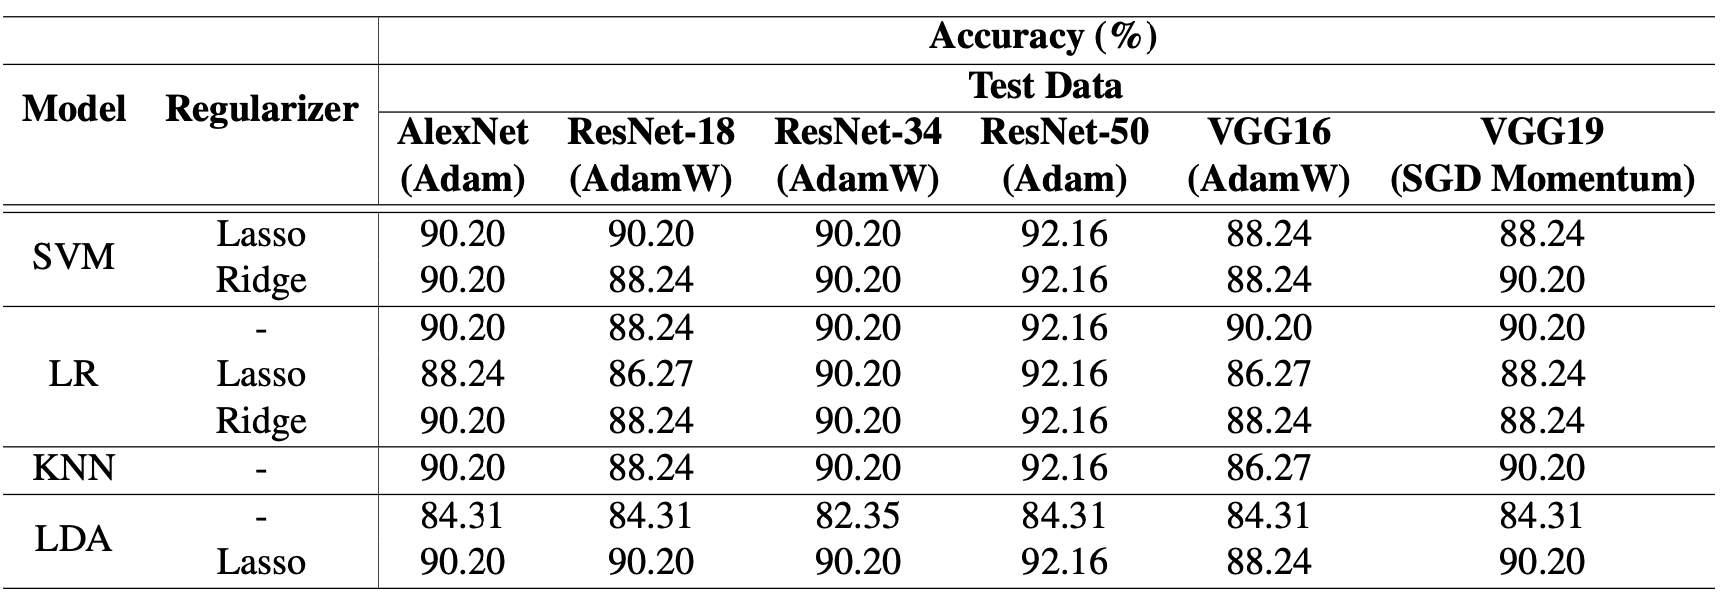 Accuracy (%)
Test Data
Model Regularizer
AlexNet ResNet-18 ResNet-34 ResNet-50 VGG16 VGG19
(Adam) (AdamW) (AdamW) (Adam) (AdamW) (SGD Momentum)
SVM
Lasso 90.20 90.20 90.20 92.16 88.24 88.24
Ridge 90.20 88.24 90.20 92.16 88.24 90.20
LR
- 90.20 88.24 90.20 92.16 90.20 90.20
Lasso 88.24 86.27 90.20 92.16 86.27 88.24
Ridge 90.20 88.24 90.20 92.16 88.24 88.24
KNN - 90.20 88.24 90.20 92.16 86.27 90.20
LDA
- 84.31 84.31 82.35 84.31 84.31 84.31
Lasso 90.20 90.20 90.20 92.16 88.24 90.20